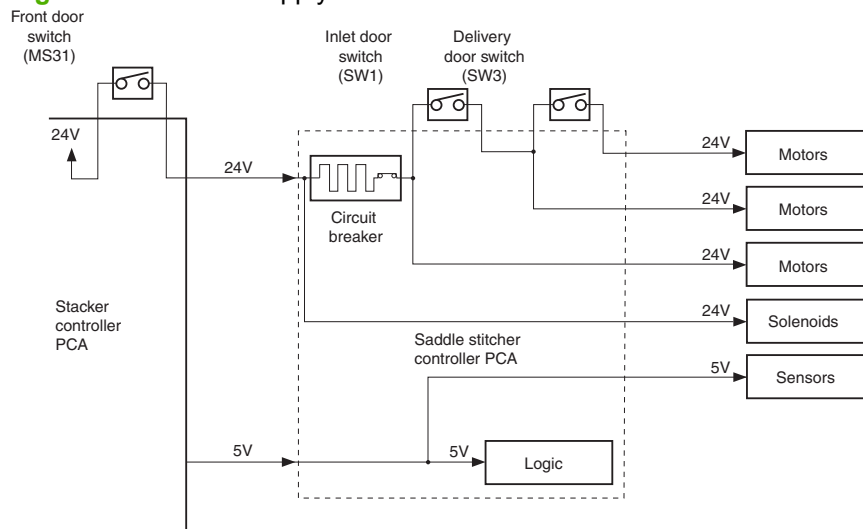 Front door
switch
(MS31)
Inlet door
switch
(SW1)
Delivery
door switch
(SW3)
24V
24V
Circuit
breaker
24V
Motors
24V
Motors
24V
Motors
24V
Solenoids
Stacker
controller
PCA
Saddle stitcher
controller PCA
5V
Sensors
5V
5V
Logic